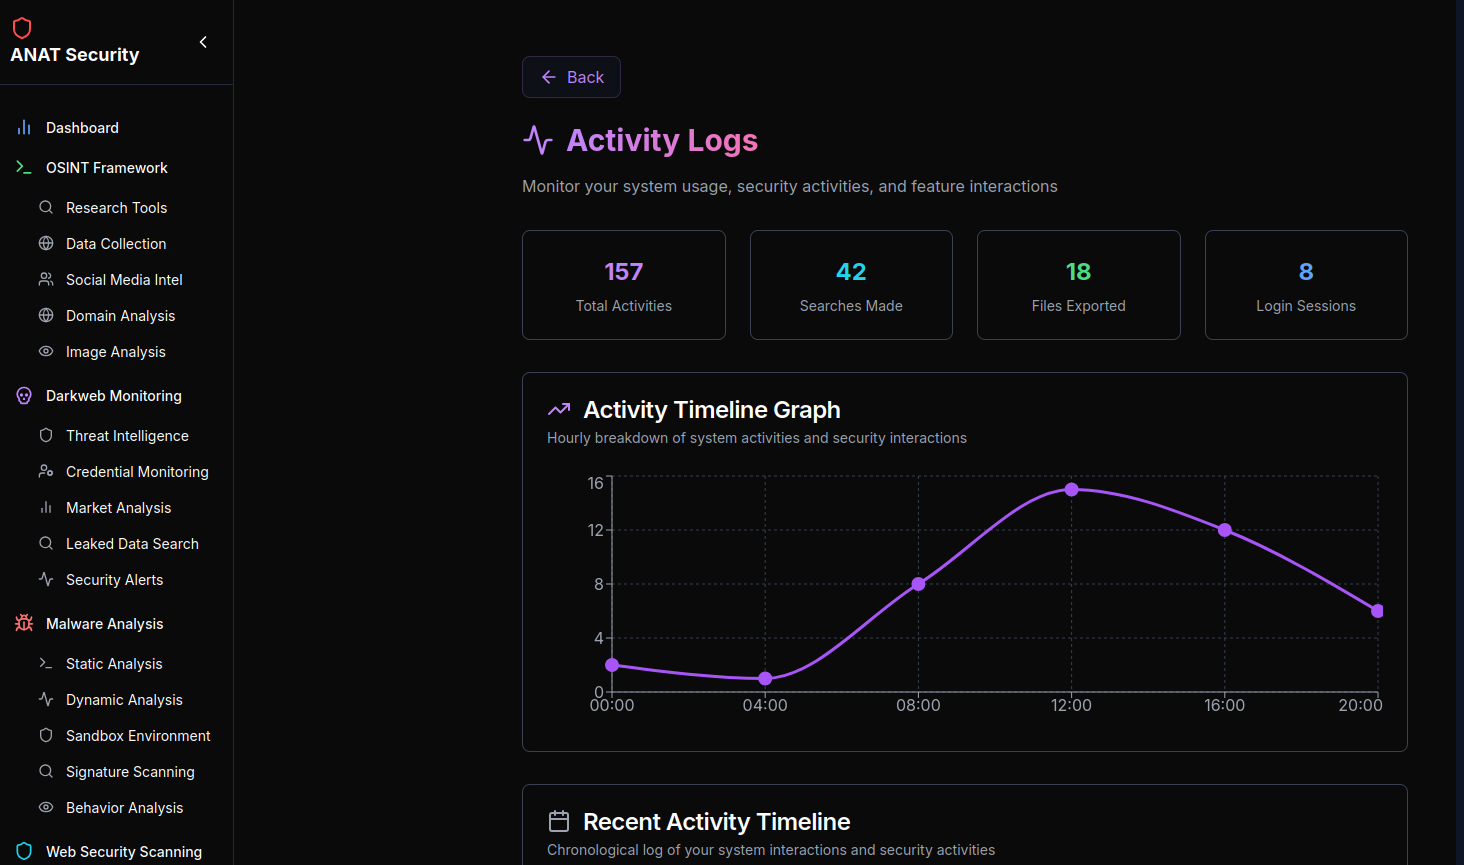 ANAT Security
Dashboard
OSINT Framework
Research Tools
Data Collection
Social Media Intel
Domain Analysis
Image Analysis
Darkweb Monitoring
Threat Intelligence
Credential Monitoring
Market Analysis
Leaked Data Search
Security Alerts
Malware Analysis
Static Analysis
Dynamic Analysis
Sandbox Environment
Signature Scanning
Behavior Analysis
Web Security Scanning
Back
Activity Logs
Monitor your system usage, security activities, and feature interactions
157
Total Activities
42
Searches Made
18
Files Exported
8
Login Sessions
Activity Timeline Graph
Hourly breakdown of system activities and security interactions
16
12
8
4
0
00:00 04:00 08:00 12:00 16:00 20:00
Recent Activity Timeline
Chronological log of your system interactions and security activities